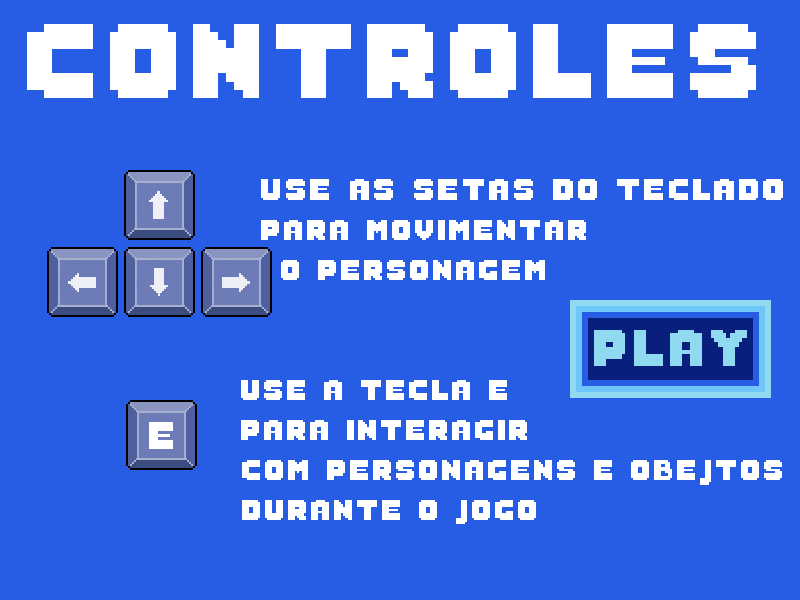 CONTROLES
USE AS SETAS DO TECLADO
PARA MOVIMENTAR
O PERSONAGEM
PLAY
USE A TECLA E
E
PARA INTERAGIR
COM PERSONAGENS E OBEJTOS
DURANTE O JOGO